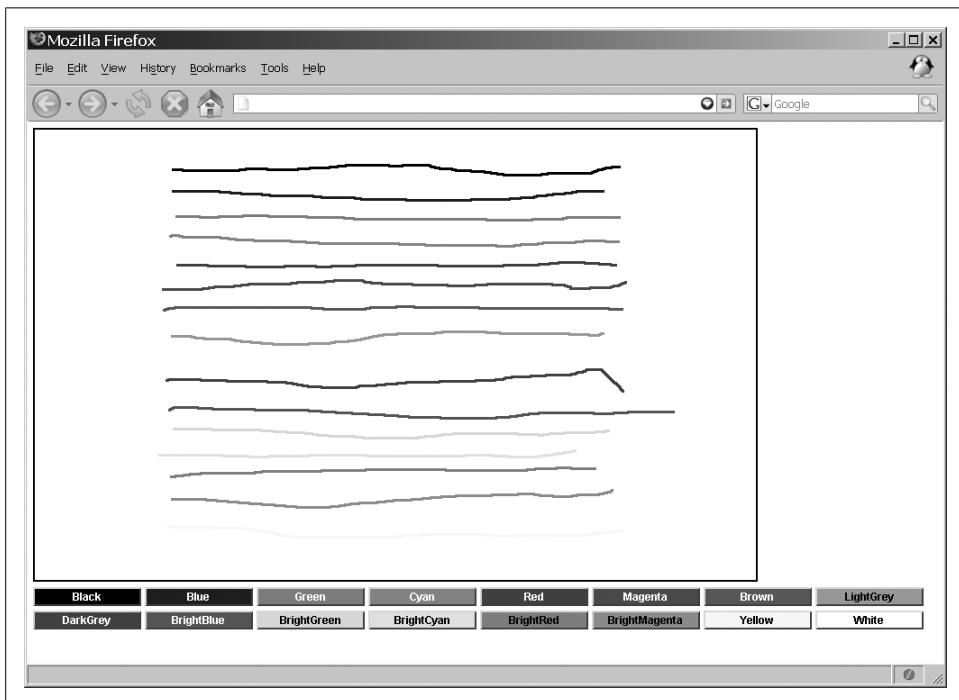 Mozilla Firefox
File Edit View History Bookmarks Tools Help
G Google
Black Blue Green Cyan Red Magenta Brown LightGrey
DarkGrey BrightBlue BrightGreen BrightCyan BrightRed BrightMagenta Yellow White